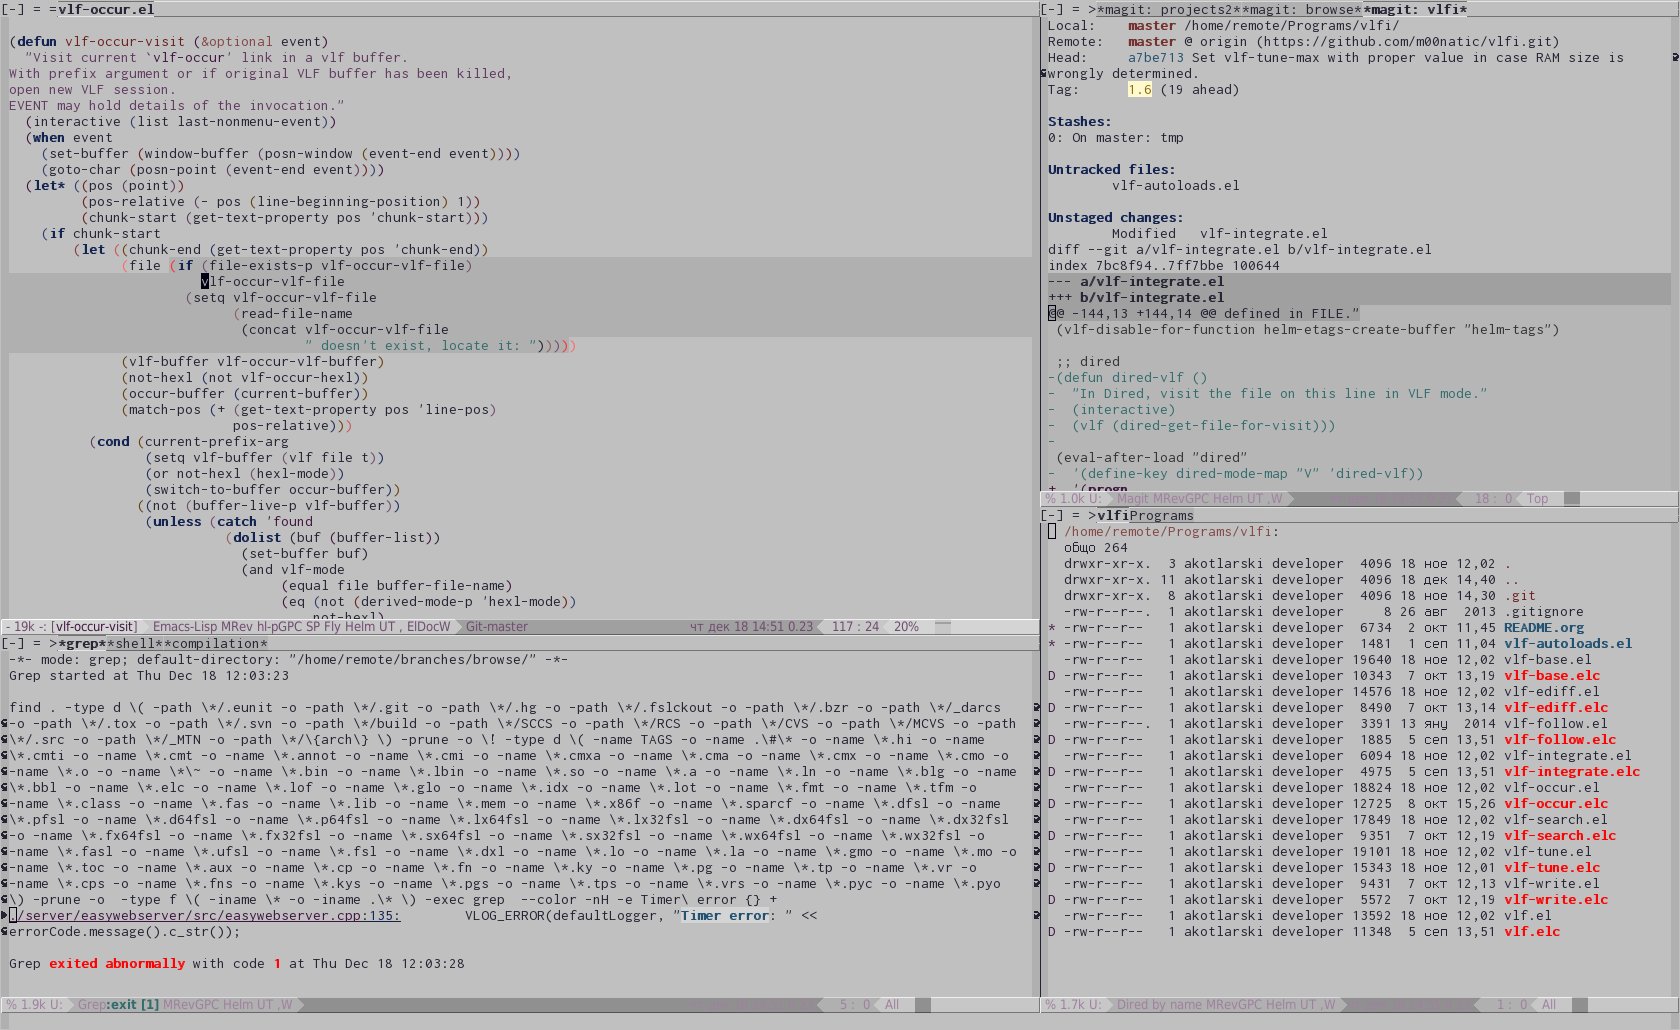 [-] = =vlf-occur.el
(defun vlf-occur-visit (&optional event)
"Visit current `vlf-occur' link in a vlf buffer.
With prefix argument or if original VLF buffer has been killed,
open new VLF session.
EVENT may hold details of the invocation."
(interactive (list last-nonmenu-event))
(when event
(set-buffer (window-buffer (posn-window (event-end event))))
(goto-char (posn-point (event-end event))))
(let* ((pos (point))
(pos-relative (- pos (line-beginning-position) 1))
(chunk-start (get-text-property pos 'chunk-start)))
(if chunk-start
(let ((chunk-end (get-text-property pos 'chunk-end))
(file (if (file-exists-p vlf-occur-vlf-file)
vlf-occur-vlf-file
(setq vlf-occur-vlf-file
(read-file-name
(concat vlf-occur-vlf-file
" doesn't exist, locate it: ")))))
(vlf-buffer vlf-occur-vlf-buffer)
(not-hexl (not vlf-occur-hexl))
(occur-buffer (current-buffer))
(match-pos (+ (get-text-property pos 'line-pos)
pos-relative)))
(cond (current-prefix-arg
(setq vlf-buffer (vlf file t))
(or not-hexl (hexl-mode))
(switch-to-buffer occur-buffer))
((not (buffer-live-p vlf-buffer))
(unless (catch 'found
(dolist (buf (buffer-list))
(set-buffer buf)
(and vlf-mode
(equal file buffer-file-name)
(eq (not (derived-mode-p 'hexl-mode))
not-hexl)
- 19k -: [vlf-occur-visit] Emacs-Lisp MRev hl-pGPC SP Fly Helm UT , ElDocW Git-master чт дек 18 14:51 0.23 117 : 24 20%
[-] = >*grep**shell**compilation*
-*- mode: grep; default-directory: "/home/remote/branches/browse/" -*-
Grep started at Thu Dec 18 12:03:23
find . -type d \( -path \*/.eunit -o -path \*/.git -o -path \*/.hg -o -path \*/.fslckout -o -path \*/.bzr -o -path \*/_darcs
-o -path \*/.tox -o -path \*/.svn -o -path \*/build -o -path \*/SCCS -o -path \*/RCS -o -path \*/CVS -o -path \*/MCVS -o -path
\*/.src -o -path \*/_MTN -o -path \*/\{arch\} \) -prune -o \! -type d \( -name TAGS -o -name .\#\* -o -name \*.hi -o -name
\*.cmti -o -name \*.cmt -o -name \*.annot -o -name \*.cmi -o -name \*.cmxa -o -name \*.cma -o -name \*.cmx -o -name \*.cmo -o
-name \*.o -o -name \*\~ -o -name \*.bin -o -name \*.lbin -o -name \*.so -o -name \*.a -o -name \*.ln -o -name \*.blg -o -name
\*.bbl -o -name \*.elc -o -name \*.lof -o -name \*.glo -o -name \*.idx -o -name \*.lot -o -name \*.fmt -o -name \*.tfm -o
-name \*.class -o -name \*.fas -o -name \*.lib -o -name \*.mem -o -name \*.x86f -o -name \*.sparcf -o -name \*.dfsl -o -name
\*.pfsl -o -name \*.d64fsl -o -name \*.p64fsl -o -name \*.lx64fsl -o -name \*.lx32fsl -o -name \*.dx64fsl -o -name \*.dx32fsl
-o -name \*.fx64fsl -o -name \*.fx32fsl -o -name \*.sx64fsl -o -name \*.sx32fsl -o -name \*.wx64fsl -o -name \*.wx32fsl -o
-name \*.fasl -o -name \*.ufsl -o -name \*.fsl -o -name \*.dxl -o -name \*.lo -o -name \*.la -o -name \*.gmo -o -name \*.mo -o
-name \*.toc -o -name \*.aux -o -name \*.cp -o -name \*.fn -o -name \*.ky -o -name \*.pg -o -name \*.tp -o -name \*.vr -o
-name \*.cps -o -name \*.fns -o -name \*.kys -o -name \*.pgs -o -name \*.tps -o -name \*.vrs -o -name \*.pyc -o -name \*.pyo
\) -prune -o  -type f \( -iname \* -o -iname .\* \) -exec grep  --color -nH -e Timer\ error {} +
./server/easywebserver/src/easywebserver.cpp:135: VLOG_ERROR(defaultLogger, "Timer error: " <<
errorCode.message().c_str());
Grep exited abnormally with code 1 at Thu Dec 18 12:03:28
% 1.9k U: Grep:exit [1] MRevGPC Helm UT ,W 5 : 0 All
[-] = >*magit: projects2**magit: browse**magit: vlfi*
Local: master /home/remote/Programs/vlfi/
Remote: master @ origin (https://github.com/m00natic/vlfi.git)
Head: a7be713 Set vlf-tune-max with proper value in case RAM size is
wrongly determined.
Tag: 1.6 (19 ahead)
Stashes:
0: On master: tmp
Untracked files:
vlf-autoloads.el
Unstaged changes:
Modified vlf-integrate.el
diff --git a/vlf-integrate.el b/vlf-integrate.el
index 7bc8f94..7ff7bbe 100644
--- a/vlf-integrate.el
+++ b/vlf-integrate.el
@@ -144,13 +144,14 @@ defined in FILE."
(vlf-disable-for-function helm-etags-create-buffer "helm-tags")
;; dired
-(defun dired-vlf ()
-  "In Dired, visit the file on this line in VLF mode."
-  (interactive)
-  (vlf (dired-get-file-for-visit)))
-
(eval-after-load "dired"
-  '(define-key dired-mode-map "V" 'dired-vlf))
+  '(progn
% 1.0k U: Magit MRevGPC Helm UT ,W 18 : 0 Top
[-] = >vlfiPrograms
/home/remote/Programs/vlfi:
общо 264
drwxr-xr-x. 3 akotlarski developer 4096 18 ное 12,02 .
drwxr-xr-x. 11 akotlarski developer 4096 18 дек 14,40 ..
drwxr-xr-x. 8 akotlarski developer 4096 18 ное 14,30 .git
-rw-r--r--. 1 akotlarski developer 8 26 авг 2013 .gitignore
* -rw-r--r-- 1 akotlarski developer 6734 2 окт 11,45 README.org
* -rw-r--r-- 1 akotlarski developer 1481 1 сеп 11,04 vlf-autoloads.el
-rw-r--r-- 1 akotlarski developer 19640 18 ное 12,02 vlf-base.el
D -rw-r--r-- 1 akotlarski developer 10343 7 окт 13,19 vlf-base.elc
-rw-r--r-- 1 akotlarski developer 14576 18 ное 12,02 vlf-ediff.el
D -rw-r--r-- 1 akotlarski developer 8490 7 окт 13,14 vlf-ediff.elc
-rw-r--r--. 1 akotlarski developer 3391 13 яну 2014 vlf-follow.el
D -rw-r--r-- 1 akotlarski developer 1885 5 сеп 13,51 vlf-follow.elc
-rw-r--r-- 1 akotlarski developer 6094 18 ное 12,02 vlf-integrate.el
D -rw-r--r-- 1 akotlarski developer 4975 5 сеп 13,51 vlf-integrate.elc
-rw-r--r-- 1 akotlarski developer 18824 18 ное 12,02 vlf-occur.el
D -rw-r--r-- 1 akotlarski developer 12725 8 окт 15,26 vlf-occur.elc
-rw-r--r-- 1 akotlarski developer 17849 18 ное 12,02 vlf-search.el
D -rw-r--r-- 1 akotlarski developer 9351 7 окт 12,19 vlf-search.elc
-rw-r--r-- 1 akotlarski developer 19101 18 ное 12,02 vlf-tune.el
D -rw-r--r-- 1 akotlarski developer 15343 18 ное 12,01 vlf-tune.elc
-rw-r--r-- 1 akotlarski developer 9431 7 окт 12,13 vlf-write.el
D -rw-r--r-- 1 akotlarski developer 5572 7 окт 12,19 vlf-write.elc
-rw-r--r-- 1 akotlarski developer 13592 18 ное 12,02 vlf.el
D -rw-r--r-- 1 akotlarski developer 11348 5 сеп 13,51 vlf.elc
% 1.7k U: Dired by name MRevGPC Helm UT ,W 1 : 0 All